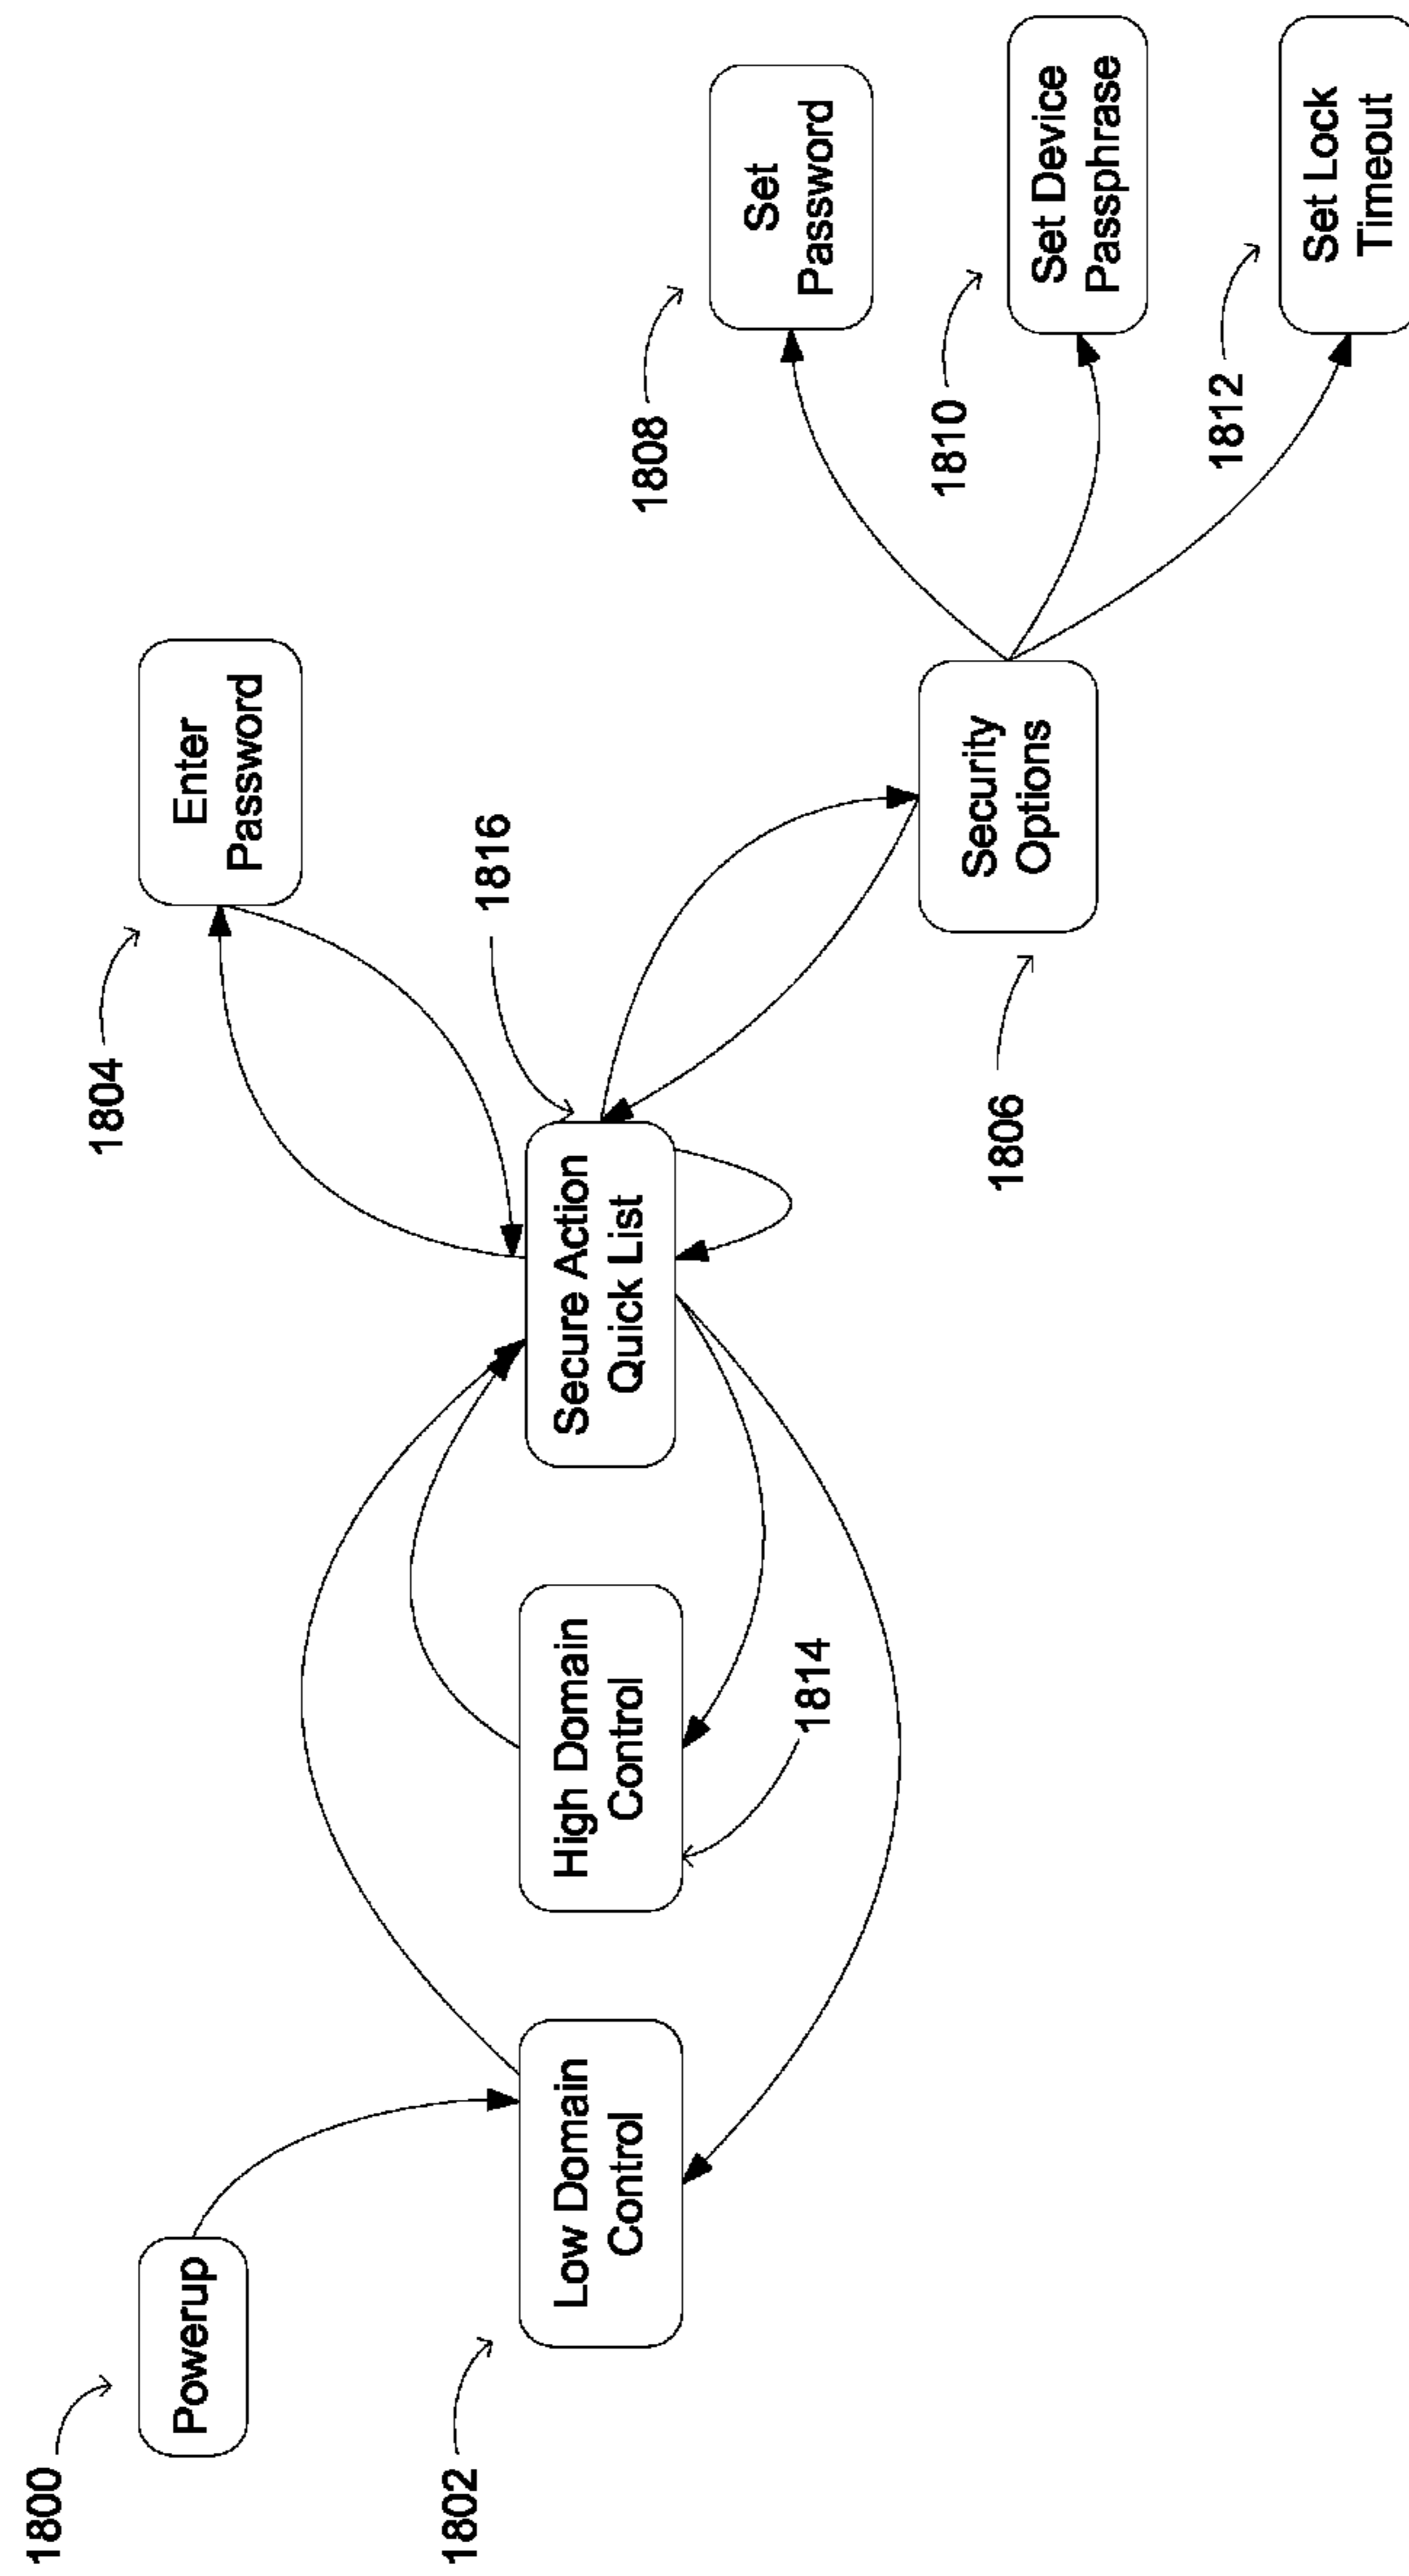 1800
Powerup
1802
Low Domain
Control
High Domain
Control
1814
Secure Action
Quick List
1816
1804
Enter
Password
1806
Security
Options
1808
Set
Password
1810
Set Device
Passphrase
1812
Set Lock
Timeout